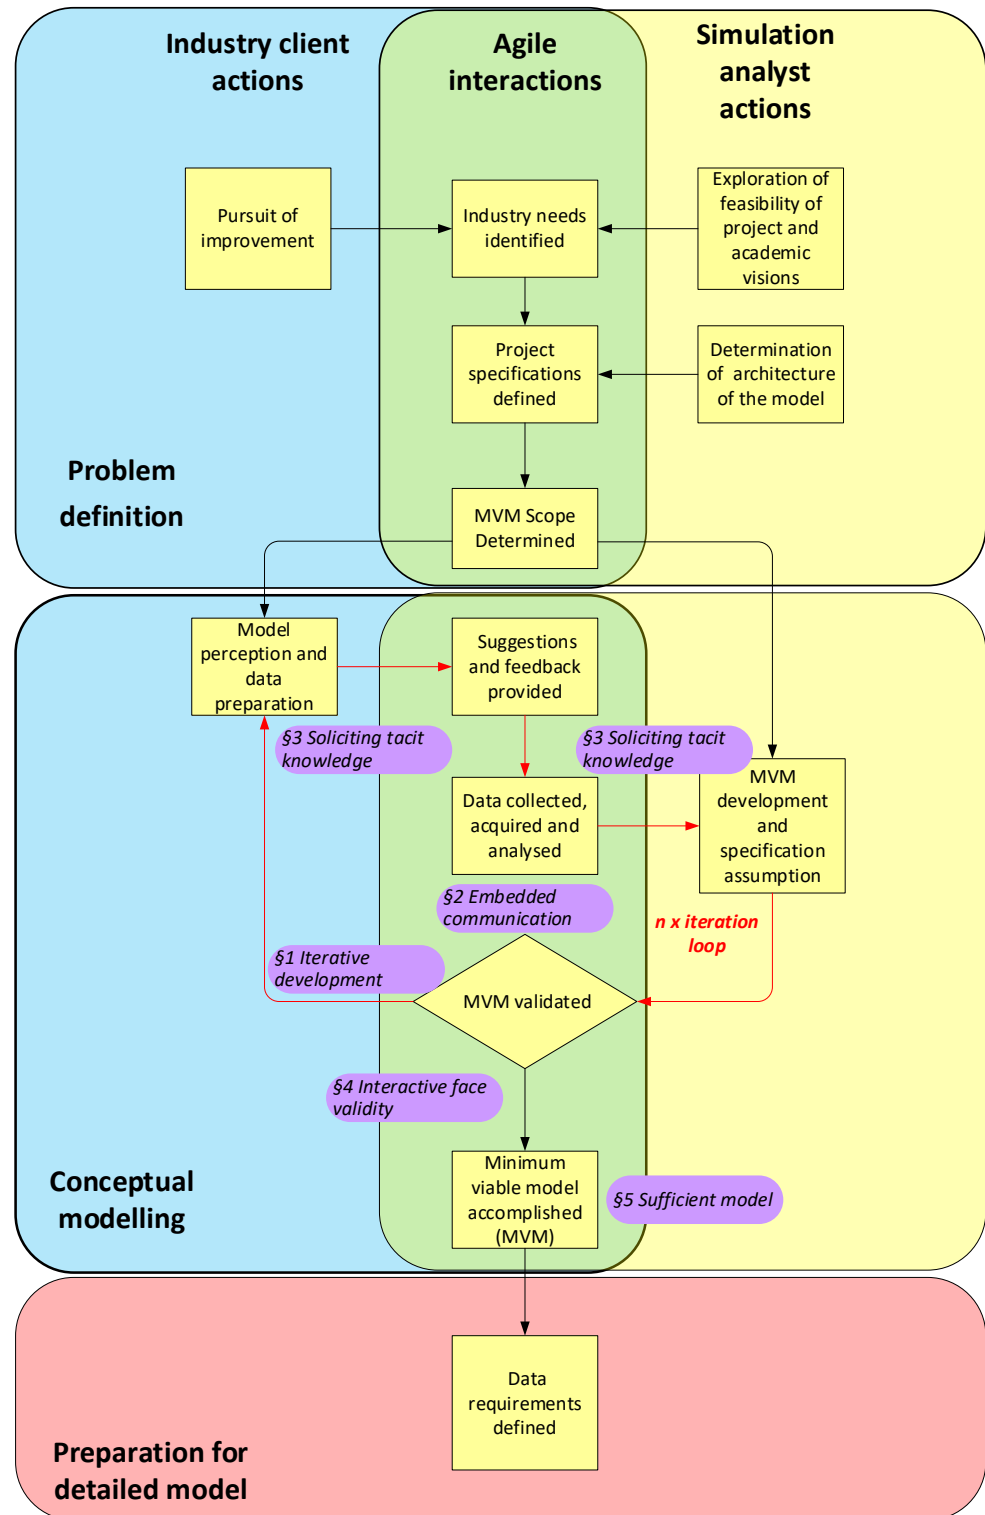 Industry client
actions
Agile
interactions
Simulation
analyst
actions
Pursuit of
improvement
Industry needs
identified
Exploration of
feasibility of
project and
academic
visions
Project
specifications
defined
Determination
of architecture
of the model
Problem
definition
MVM Scope
Determined
Model
perception and
data
preparation
Suggestions
and feedback
provided
§3 Soliciting tacit
knowledge
§3 Soliciting tacit
knowledge
Data collected,
acquired and
analysed
MVM
development
and
specification
assumption
§2 Embedded
communication
n x iteration
loop
§1 Iterative
development
MVM validated
§4 Interactive face
validity
Conceptual
modelling
Minimum
viable model
accomplished
(MVM)
§5 Sufficient model
Data
requirements
defined
Preparation for
detailed model